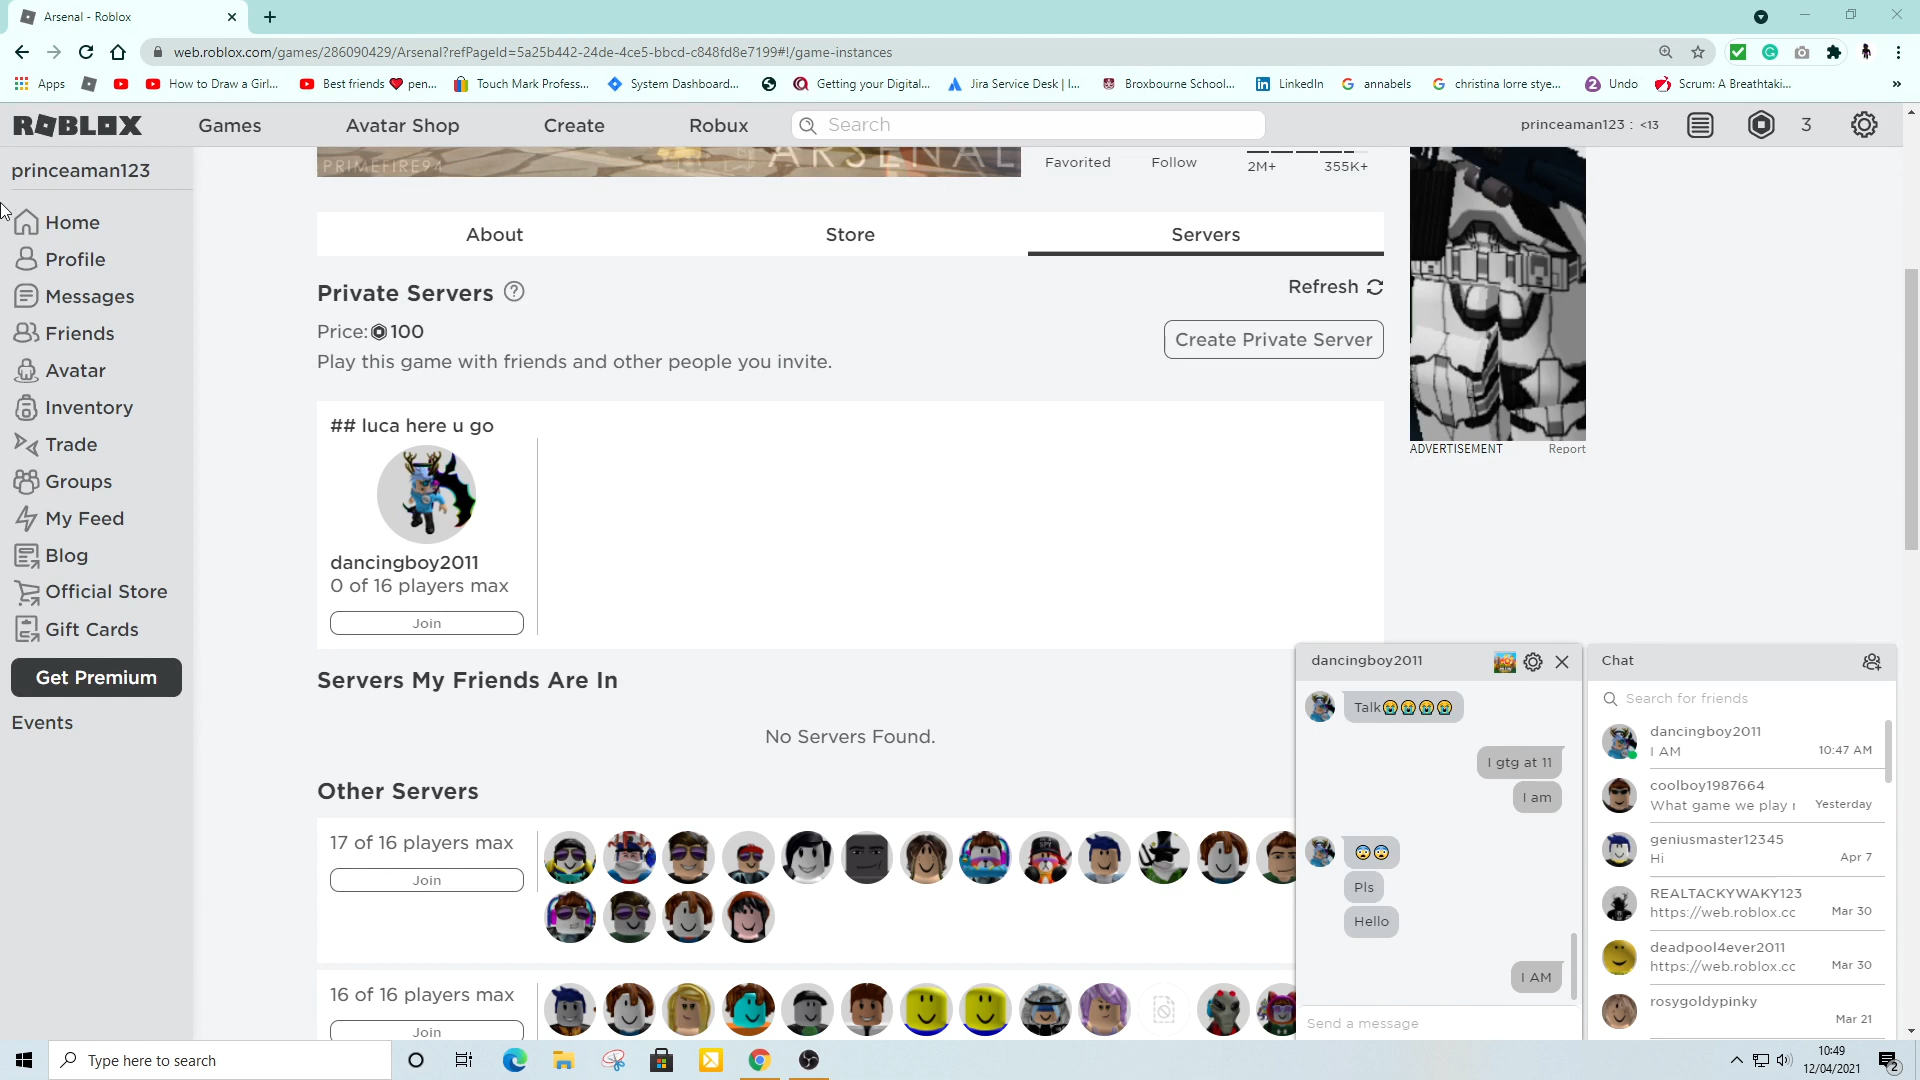 Arsenal - Roblox
web.roblox.com/games/286090429/Arsenal?refPageId=5a25b442-24de-4ce5-bbcd-c848fd8e7199#!/game-instances
Apps How to Draw a Girl... Best friends ❤ pen... Touch Mark Profess... System Dashboard... Getting your Digital... Jira Service Desk | I... Broxbourne School... LinkedIn annabels christina lorre stye... Undo Scrum: A Breathtaki... »
ROBLOX Games Avatar Shop Create Robux Search princeaman123 : <13 3
princeaman123
Home
Profile
Messages
Friends
Avatar
Inventory
Trade
Groups
My Feed
Blog
Official Store
Gift Cards
Get Premium
Events
PRIMEFIRE94 ARSENAL
Favorited Follow 2M+ 355K+
About Store Servers
Private Servers ?
Refresh
Price: 100
Play this game with friends and other people you invite.
Create Private Server
## luca here u go
dancingboy2011
0 of 16 players max
Join
Servers My Friends Are In
No Servers Found.
Other Servers
17 of 16 players max
Join
16 of 16 players max
Join
ADVERTISEMENT Report
dancingboy2011
Talk😭😭😭😭
I gtg at 11
I am
😨😨
Pls
Hello
I AM
Send a message
Chat
Search for friends
dancingboy2011
I AM 10:47 AM
coolboy1987664
What game we play r Yesterday
geniusmaster12345
Hi Apr 7
REALTACKYWAKY123
https://web.roblox.cc Mar 30
deadpool4ever2011
https://web.roblox.cc Mar 30
rosygoldypinky
Mar 21
Type here to search
10:49
12/04/2021
2